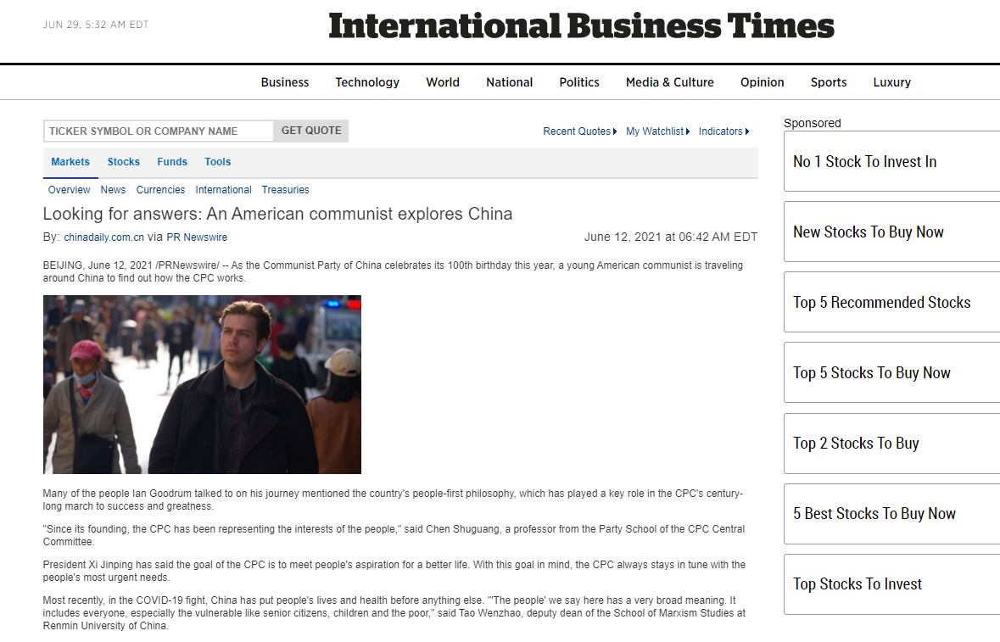 JUN 29, 5:32 AM EDT
International Business Times
Business Technology World National Politics Media & Culture Opinion Sports Luxury
TICKER SYMBOL OR COMPANY NAME GET QUOTE
Recent Quotes My Watchlist Indicators
Markets Stocks Funds Tools
Overview News Currencies International Treasuries
Looking for answers: An American communist explores China
By: chinadaily.com.cn via PR Newswire
June 12, 2021 at 06:42 AM EDT
BEIJING, June 12, 2021 /PRNewswire/ -- As the Communist Party of China celebrates its 100th birthday this year, a young American communist is traveling
around China to find out how the CPC works.
Many of the people Ian Goodrum talked to on his journey mentioned the country's people-first philosophy, which has played a key role in the CPC's century-
long march to success and greatness.
"Since its founding, the CPC has been representing the interests of the people," said Chen Shuguang, a professor from the Party School of the CPC Central
Committee.
President Xi Jinping has said the goal of the CPC is to meet people's aspiration for a better life. With this goal in mind, the CPC always stays in tune with the
people's most urgent needs.
Most recently, in the COVID-19 fight, China has put people's lives and health before anything else. "'The people' we say here has a very broad meaning. It
includes everyone, especially the vulnerable like senior citizens, children and the poor," said Tao Wenzhao, deputy dean of the School of Marxism Studies at
Renmin University of China.
Sponsored
No 1 Stock To Invest In
New Stocks To Buy Now
Top 5 Recommended Stocks
Top 5 Stocks To Buy Now
Top 2 Stocks To Buy
5 Best Stocks To Buy Now
Top Stocks To Invest